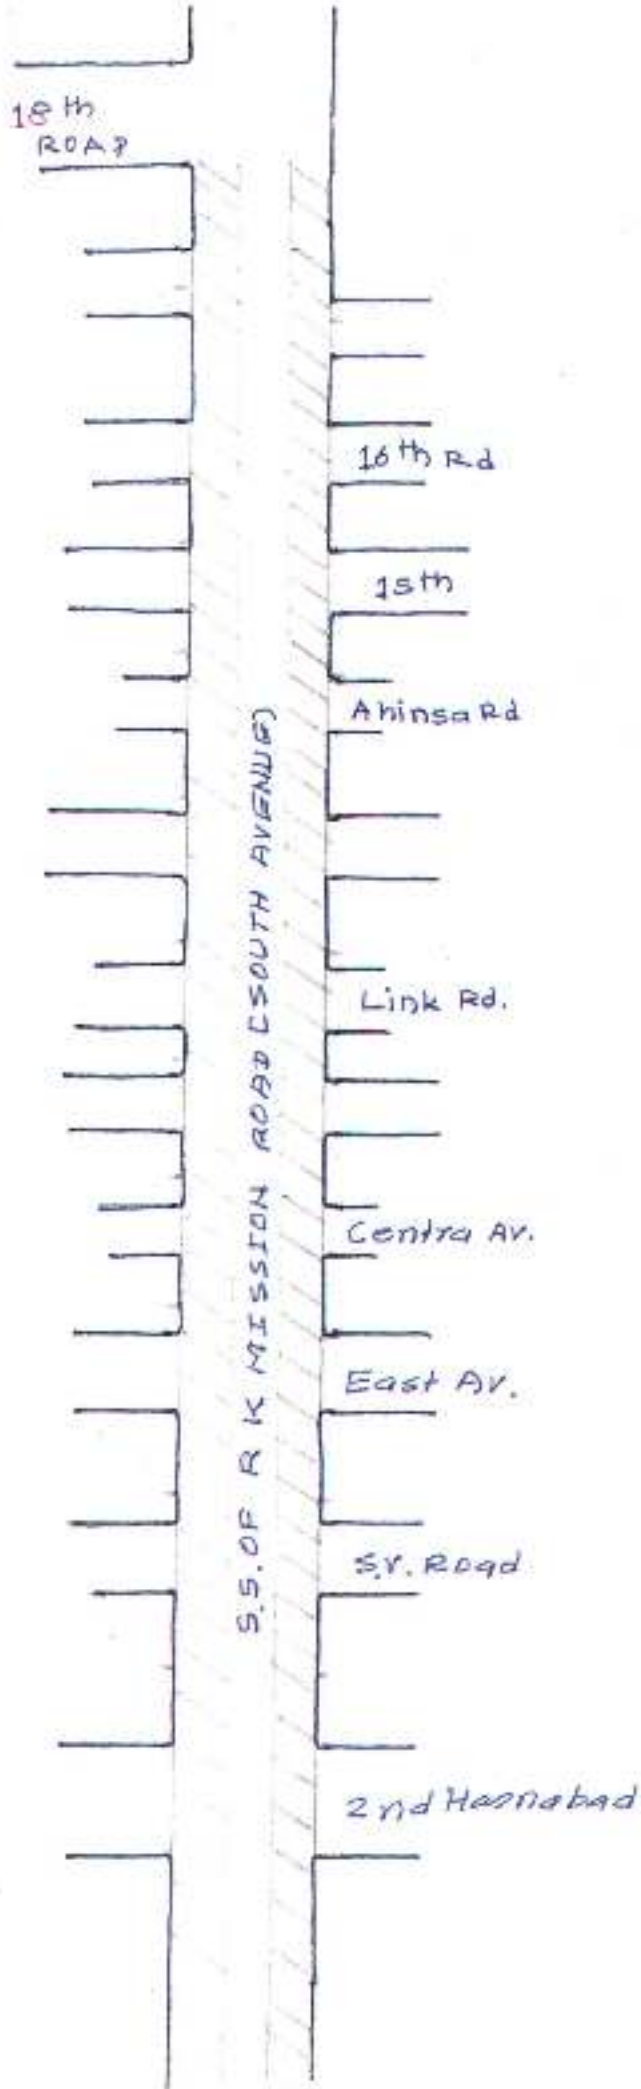 18th
ROAD
16th Rd
15th
Ahinsa Rd
S.S. OF R K MISSION ROAD (SOUTH AVENUE)
Link Rd.
Centra Av.
East Av.
S.V. Road
2nd Hasnabad